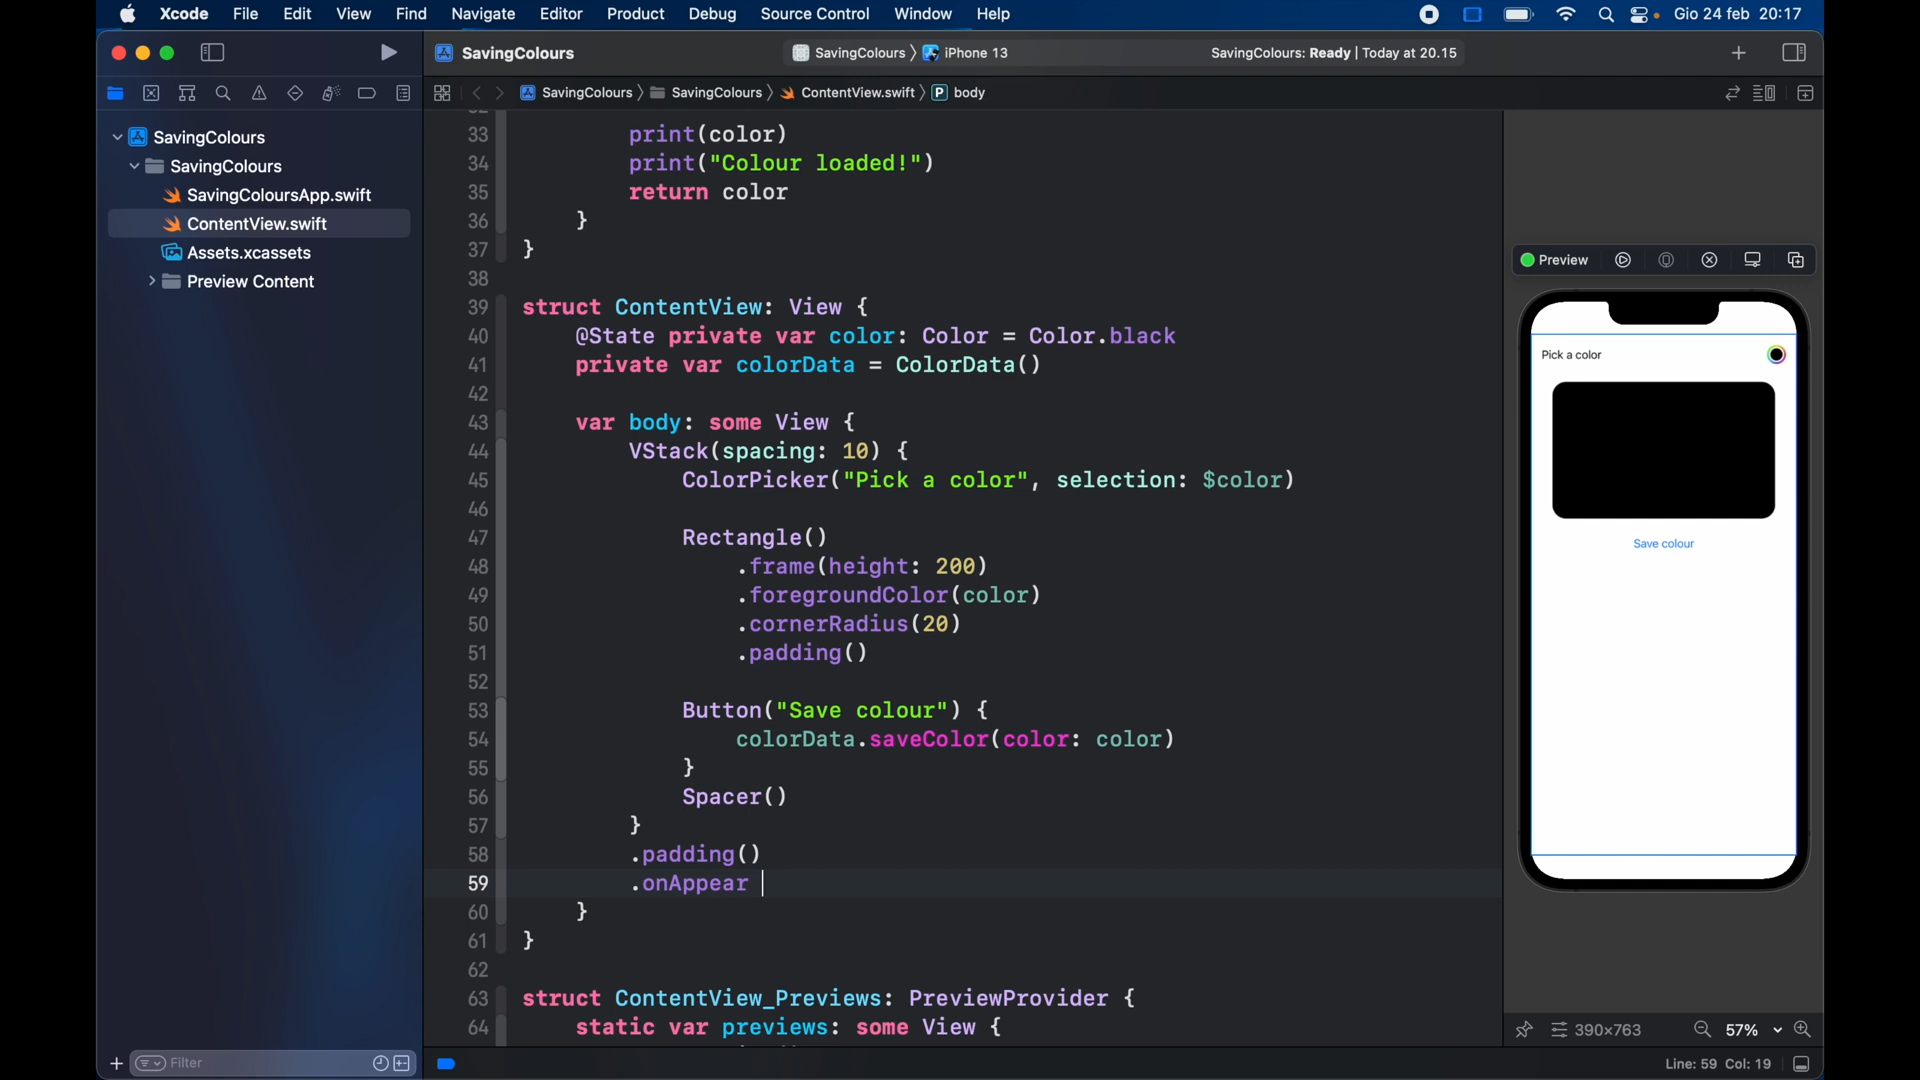 Xcode File Edit View Find Navigate Editor Product Debug Source Control Window Help Gio 24 feb 20:17
SavingColours SavingColours iPhone 13 SavingColours: Ready | Today at 20.15
SavingColours SavingColours ContentView.swift P body
SavingColours
SavingColours
SavingColoursApp.swift
ContentView.swift
Assets.xcassets
Preview Content
33 print(color)
34 print("Colour loaded!")
35 return color
36 }
37 }
38
39 struct ContentView: View {
40 @State private var color: Color = Color.black
41 private var colorData = ColorData()
42
43 var body: some View {
44 VStack(spacing: 10) {
45 ColorPicker("Pick a color", selection: $color)
46
47 Rectangle()
48 .frame(height: 200)
49 .foregroundColor(color)
50 .cornerRadius(20)
51 .padding()
52
53 Button("Save colour") {
54 colorData.saveColor(color: color)
55 }
56 Spacer()
57 }
58 .padding()
59 .onAppear
60 }
61 }
62
63 struct ContentView_Previews: PreviewProvider {
64 static var previews: some View {
Preview
Pick a color
Save colour
390×763 57%
Filter
Line: 59 Col: 19